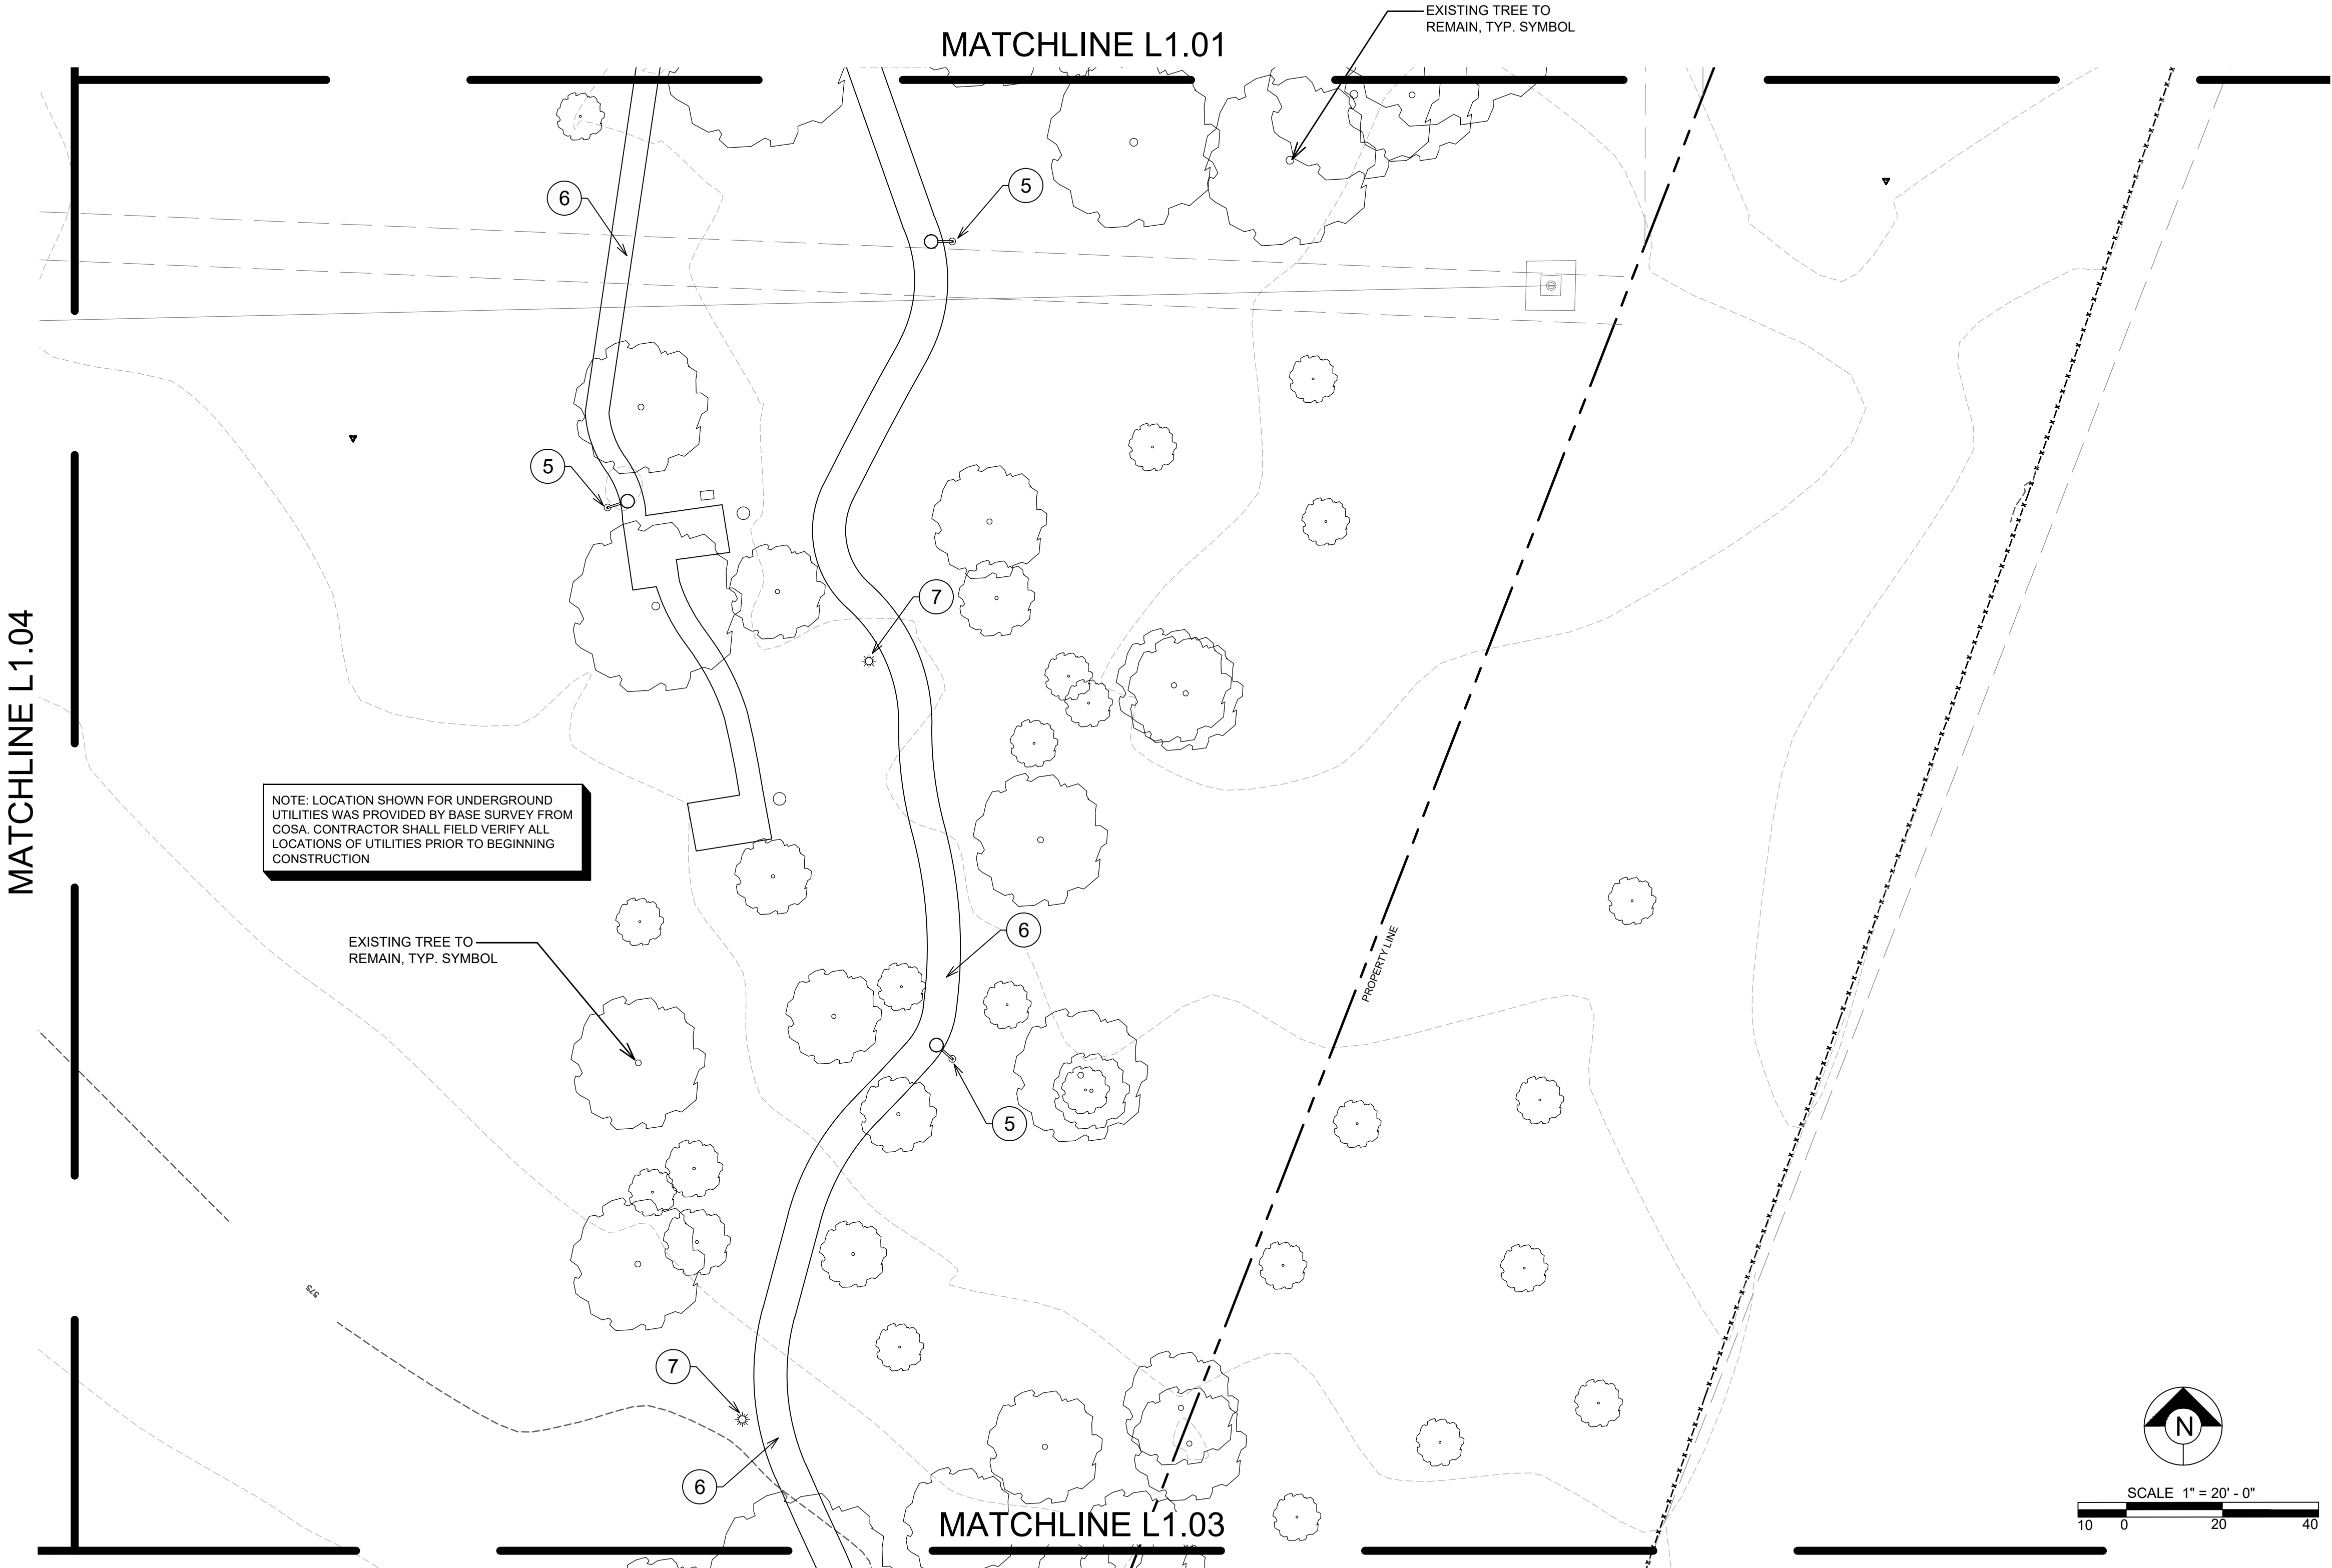 EXISTING TREE TO
REMAIN, TYP. SYMBOL
MATCHLINE L1.01
6
5
5
7
MATCHLINE L1.04
NOTE: LOCATION SHOWN FOR UNDERGROUND
UTILITIES WAS PROVIDED BY BASE SURVEY FROM
COSA. CONTRACTOR SHALL FIELD VERIFY ALL
LOCATIONS OF UTILITIES PRIOR TO BEGINNING
CONSTRUCTION
6
EXISTING TREE TO
REMAIN, TYP. SYMBOL
PROPERTY LINE
5
575
7
6
N
SCALE 1" = 20' - 0"
10 0 20 40
MATCHLINE L1.03